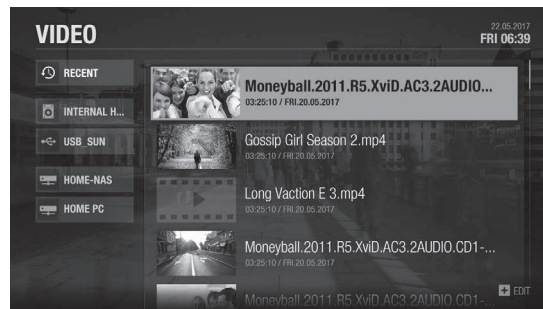 VIDEO
22.05.2017
FRI 06:39
RECENT
INTERNAL H...
USB_SUN
HOME-NAS
HOME PC
Moneyball.2011.R5.XviD.AC3.2AUDIO...
03:25:10 / FRI.20.05.2017
Gossip Girl Season 2.mp4
03:25:10 / FRI.20.05.2017
Long Vaction E 3.mp4
03:25:10 / FRI.20.05.2017
Moneyball.2011.R5.XviD.AC3.2AUDIO.CD1-...
03:25:10 / FRI.20.05.2017
Moneyball.2011.R5.XviD.AC3.2AUDIO.CD1-...
EDIT